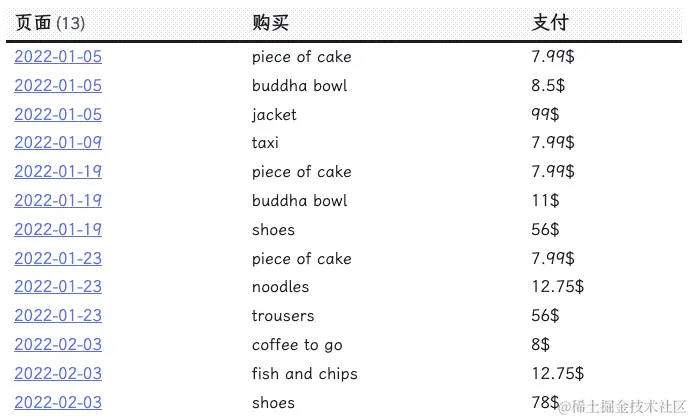 页面 (13) 购买 支付
2022-01-05 piece of cake 7.99$
2022-01-05 buddha bowl 8.5$
2022-01-05 jacket 99$
2022-01-09 taxi 7.99$
2022-01-19 piece of cake 7.99$
2022-01-19 buddha bowl 11$
2022-01-19 shoes 56$
2022-01-23 piece of cake 7.99$
2022-01-23 noodles 12.75$
2022-01-23 trousers 56$
2022-02-03 coffee to go 8$
2022-02-03 fish and chips 12.75$
2022-02-03 shoes 78$
@稀土掘金技术社区